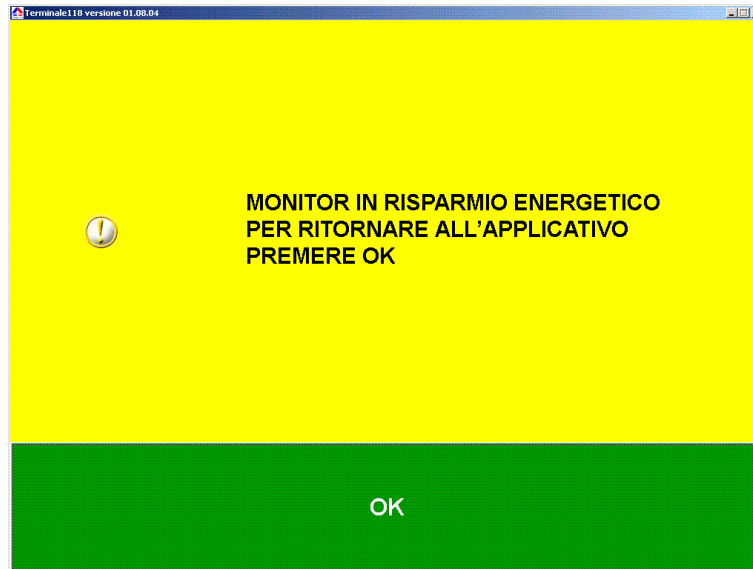 Terminale118 versione 01.08.04
MONITOR IN RISPARMIO ENERGETICO
PER RITORNARE ALL'APPLICATIVO
PREMERE OK
OK